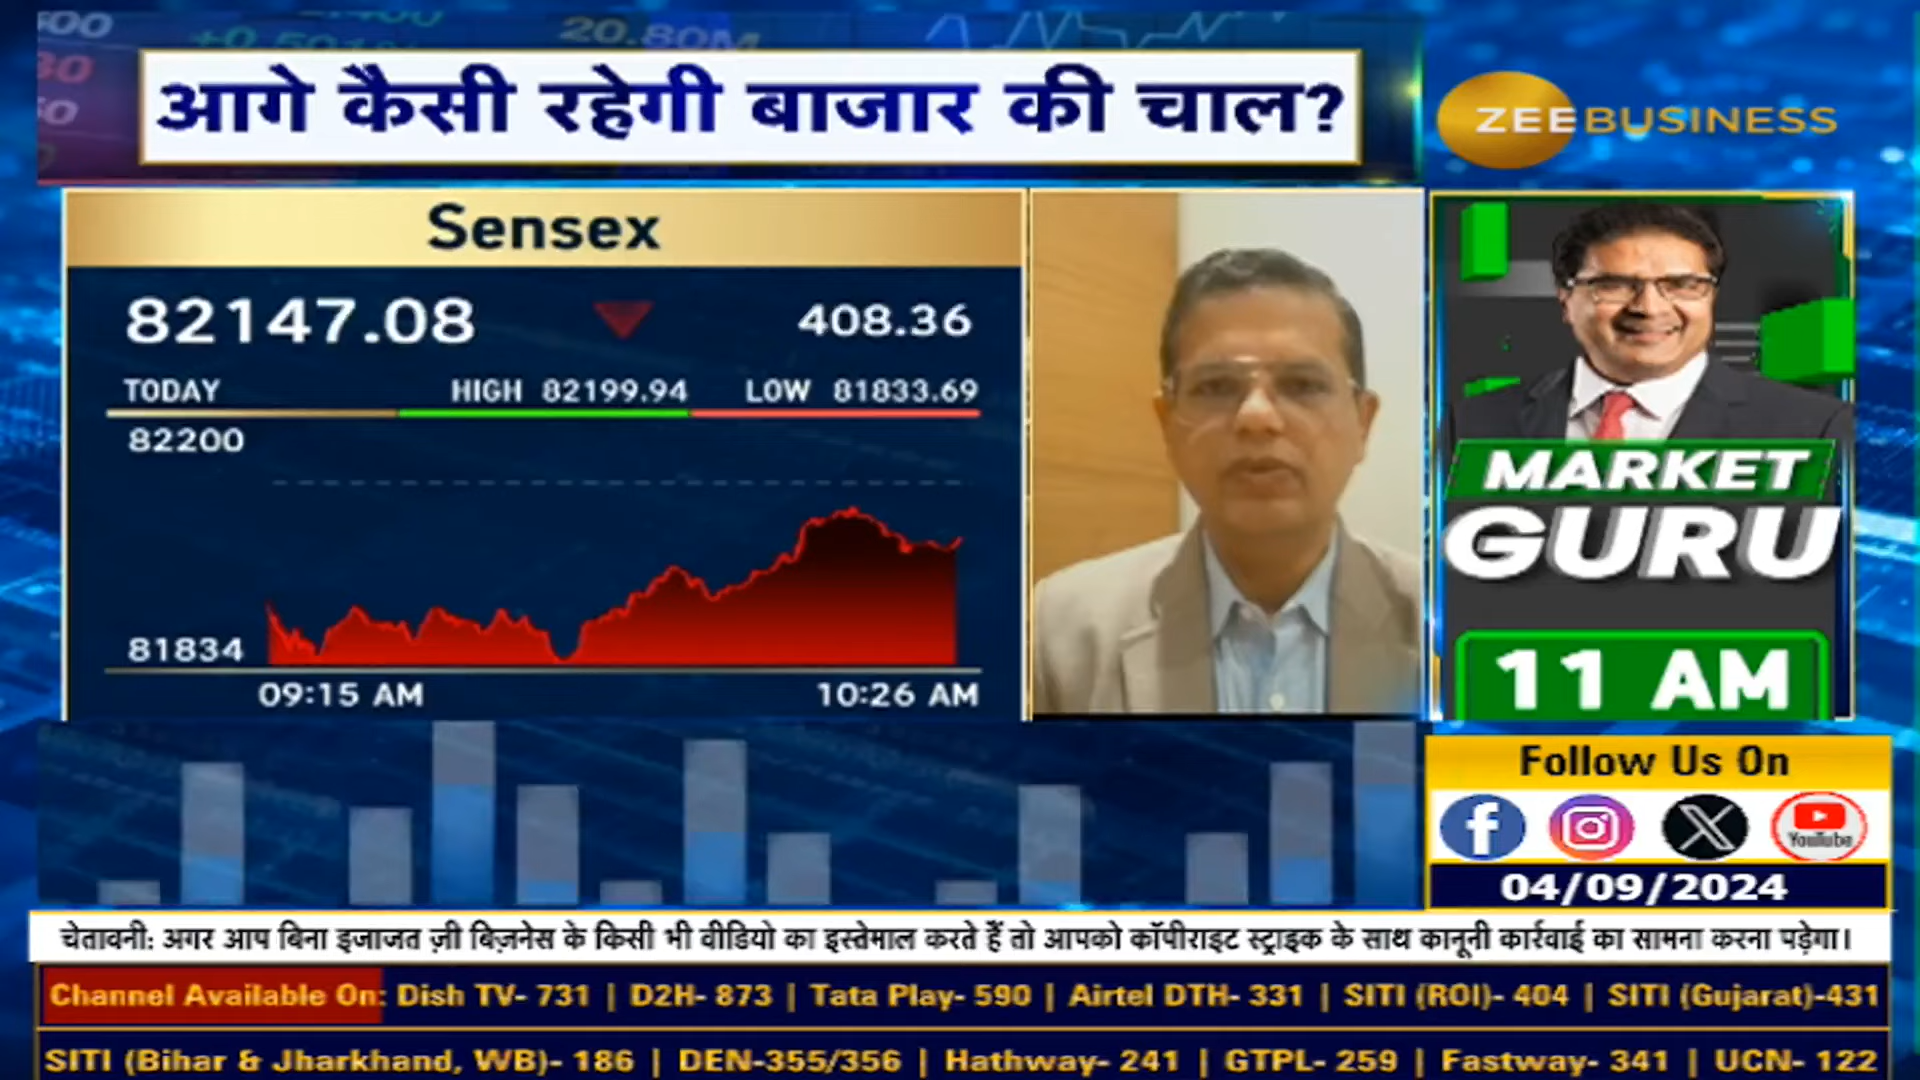 आगे कैसी रहेगी बाजार की चाल?
ZEEBUSINESS
Sensex
82147.08 408.36
TODAY HIGH 82199.94 LOW 81833.69
82200
81834
09:15 AM 10:26 AM
MARKET
GURU
11 AM
Follow Us On
YouTube
04/09/2024
चेतावनी: अगर आप बिना इजाजत ज़ी बिज़नेस के किसी भी वीडियो का इस्तेमाल करते हैं तो आपको कॉपीराइट स्ट्राइक के साथ कानूनी कार्रवाई का सामना करना पड़ेगा।
Channel Available On: Dish TV- 731 | D2H- 873 | Tata Play- 590 | Airtel DTH- 331 | SITI (ROI)- 404 | SITI (Gujarat)-431
SITI (Bihar & Jharkhand, WB)- 186 | DEN-355/356 | Hathway- 241 | GTPL- 259 | Fastway- 341 | UCN- 122